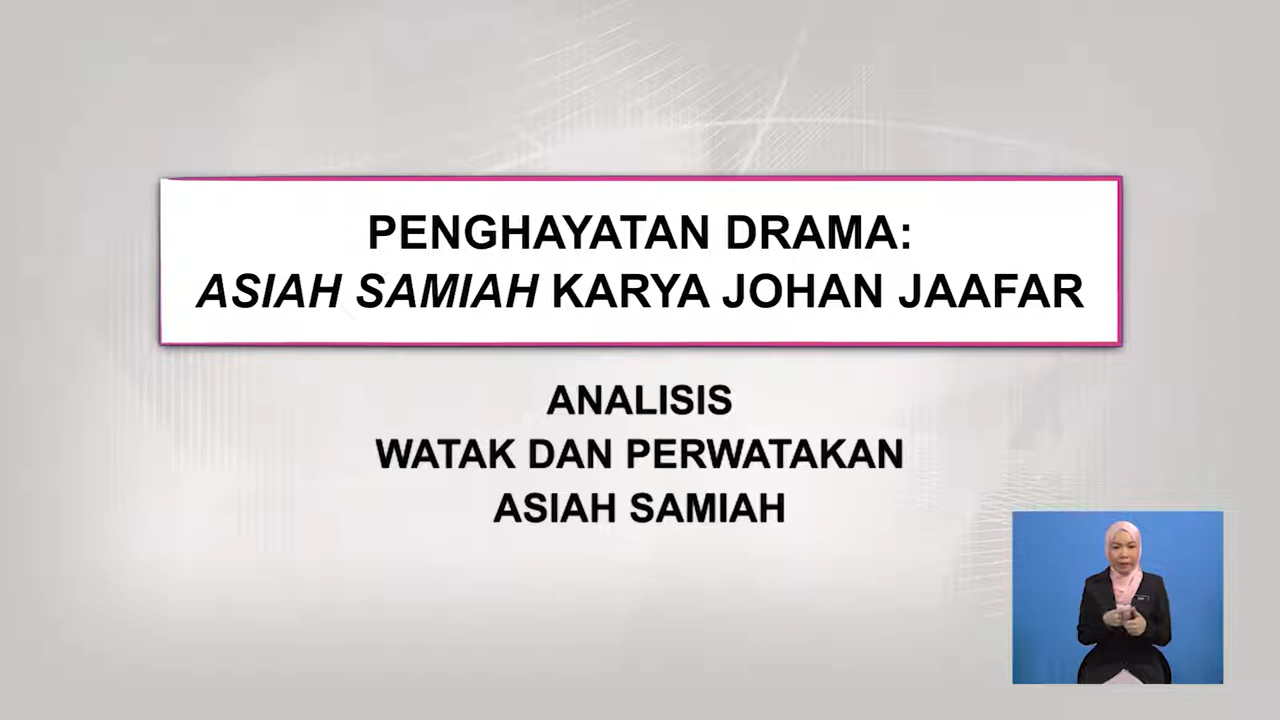 PENGHAYATAN DRAMA:
ASIAH SAMIAH KARYA JOHAN JAAFAR
ANALISIS
WATAK DAN PERWATAKAN
ASIAH SAMIAH